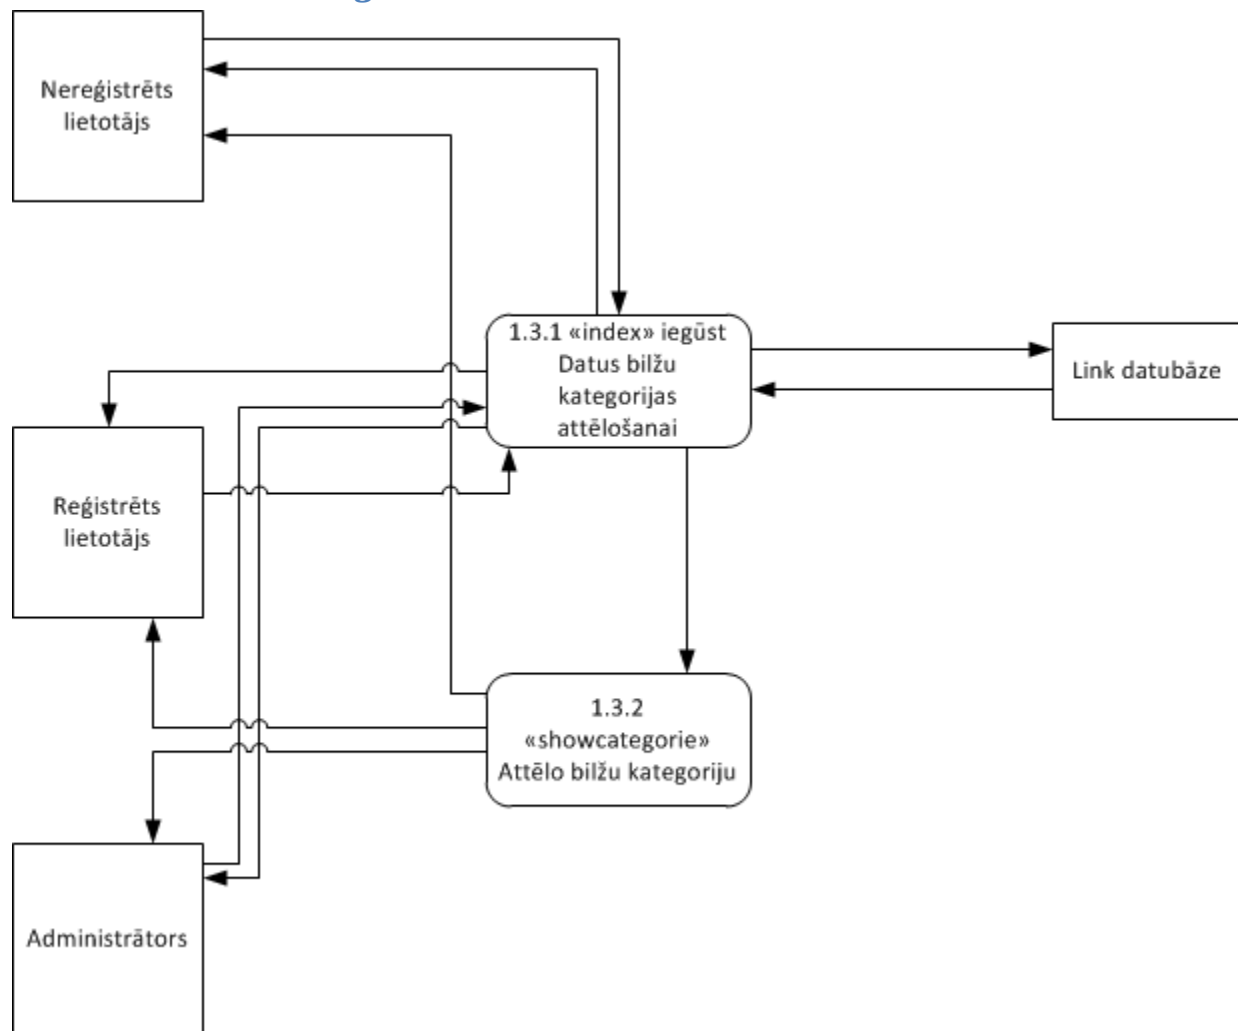 Nereģistrēts
lietotājs
1.3.1 «index» iegūst
Datus bilžu
kategorijas
attēlošanai
Link datubāze
Reģistrēts
lietotājs
1.3.2
«showcategorie»
Attēlo bilžu kategoriju
Administrātors